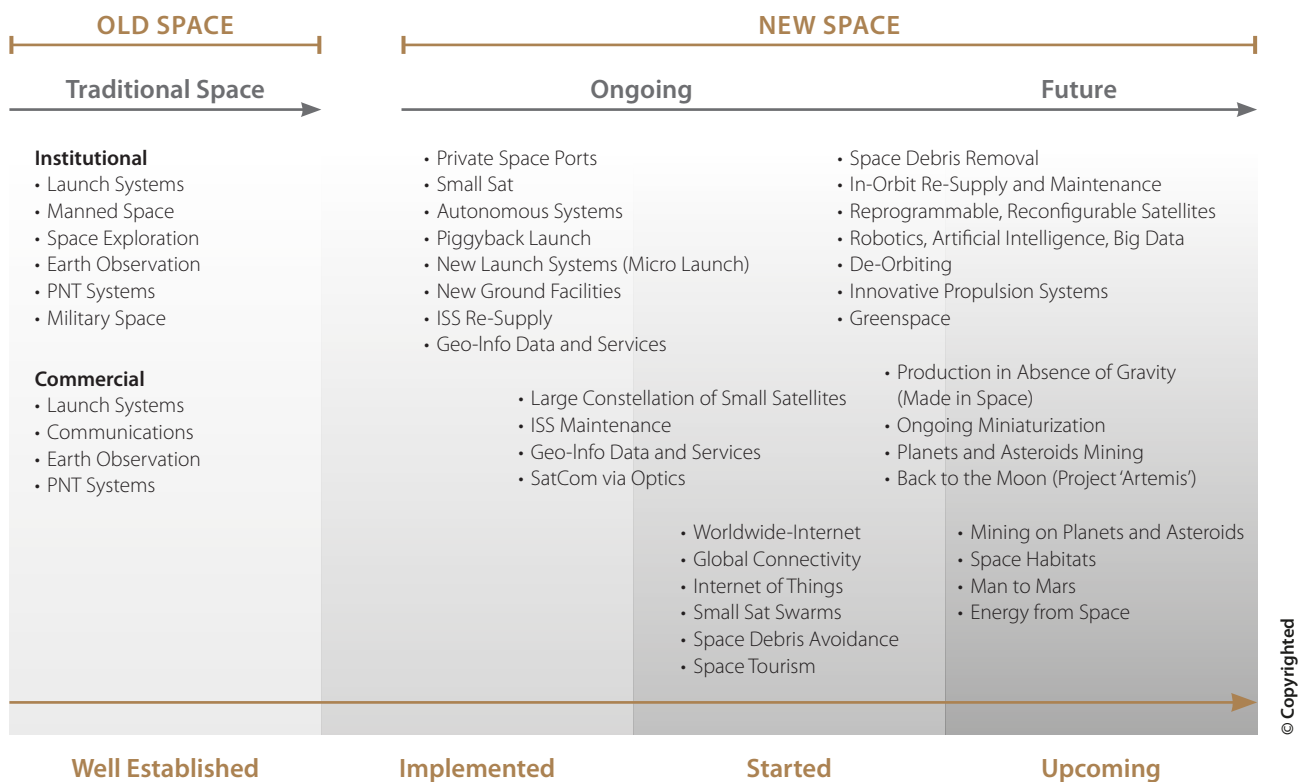 OLD SPACE
NEW SPACE
Traditional Space
Ongoing
Future
Institutional
• Launch Systems
• Manned Space
• Space Exploration
• Earth Observation
• PNT Systems
• Military Space
Commercial
• Launch Systems
• Communications
• Earth Observation
• PNT Systems
• Private Space Ports
• Small Sat
• Autonomous Systems
• Piggyback Launch
• New Launch Systems (Micro Launch)
• New Ground Facilities
• ISS Re-Supply
• Geo-Info Data and Services
• Large Constellation of Small Satellites
• ISS Maintenance
• Geo-Info Data and Services
• SatCom via Optics
• Worldwide-Internet
• Global Connectivity
• Internet of Things
• Small Sat Swarms
• Space Debris Avoidance
• Space Tourism
• Space Debris Removal
• In-Orbit Re-Supply and Maintenance
• Reprogrammable, Reconfigurable Satellites
• Robotics, Artificial Intelligence, Big Data
• De-Orbiting
• Innovative Propulsion Systems
• Greenspace
• Production in Absence of Gravity
(Made in Space)
• Ongoing Miniaturization
• Planets and Asteroids Mining
• Back to the Moon (Project ‘Artemis’)
• Mining on Planets and Asteroids
• Space Habitats
• Man to Mars
• Energy from Space
Well Established
Implemented
Started
Upcoming
© Copyrighted